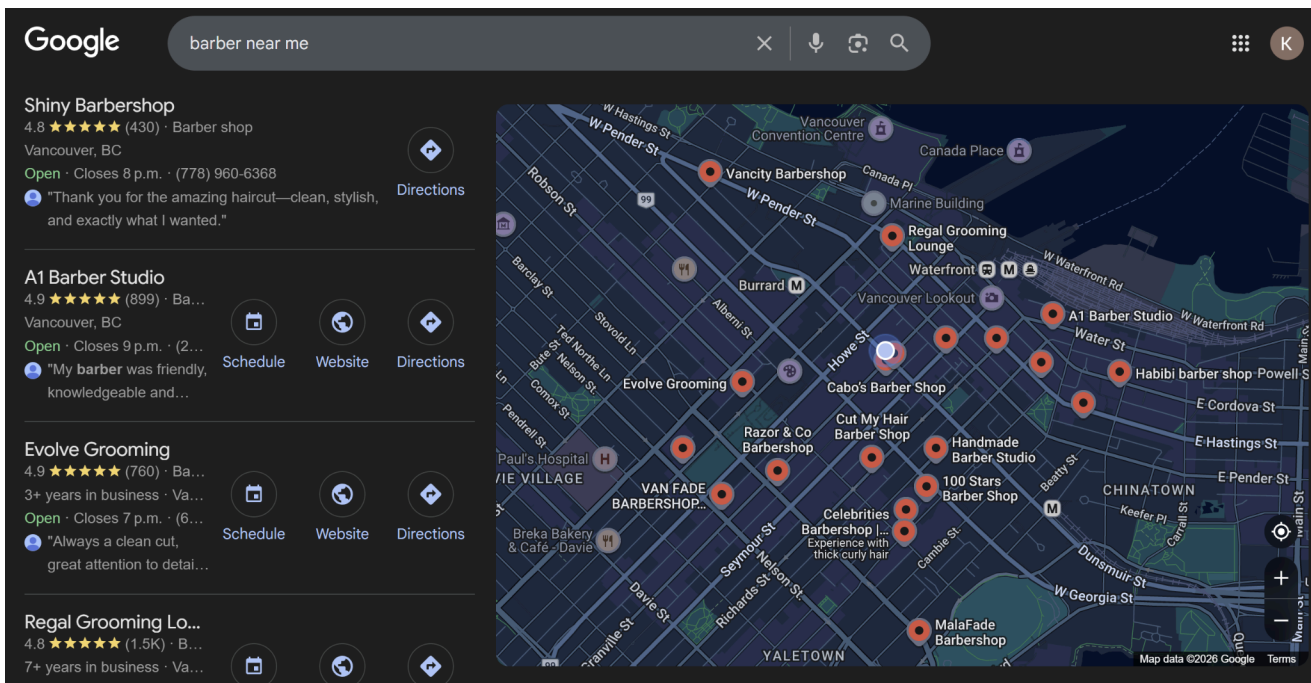 Google
barber near me
K
Shiny Barbershop
4.8 ★★★★★ (430) · Barber shop
Vancouver, BC
Open · Closes 8 p.m. · (778) 960-6368
"Thank you for the amazing haircut—clean, stylish,
and exactly what I wanted."
Directions
A1 Barber Studio
4.9 ★★★★★ (899) · Ba...
Vancouver, BC
Open · Closes 9 p.m. · (2...
"My barber was friendly,
knowledgeable and...
Schedule
Website
Directions
Evolve Grooming
4.9 ★★★★★ (760) · Ba...
3+ years in business · Va...
Open · Closes 7 p.m. · (6...
"Always a clean cut,
great attention to detai...
Schedule
Website
Directions
Regal Grooming Lo...
4.8 ★★★★★ (1.5K) · B...
7+ years in business · Va...
W Hastings St
W Pender St
Vancouver
Convention Centre
Canada Place
Robson St
99
Vancity Barbershop
Canada Pl
W Pender St
Marine Building
Regal Grooming
Lounge
Waterfront
M
W Waterfront Rd
Barclay St
Burrard M
Vancouver Lookout
Alberni St
A1 Barber Studio
W Waterfront Rd
Main St
Stovold Ln
Ted Northe Ln
Howe St
Water St
Bute St
Nelson St
Evolve Grooming
Cabo's Barber Shop
Habibi barber shop
Powell S
Comox St
Ln
E Cordova St
Pendrell St
Cut My Hair
Barber Shop
Razor & Co
Barbershop
Handmade
Barber Studio
E Hastings St
Paul's Hospital H
VIE VILLAGE
Beatty St
E Pender St
VAN FADE
BARBERSHOP...
100 Stars
Barber Shop
CHINATOWN
Celebrities
Barbershop |...
Experience with
thick curly hair
M
Keefer Pl
Carrall St
Breka Bakery
& Café - Davie
Seymour St
Cambie St
Nelson St
Dunsmuir St
Richards St
W Georgia St
Davie St
MalaFade
Barbershop
Granville St
YALETOWN
99
Main St
Map data ©2026 Google
Terms